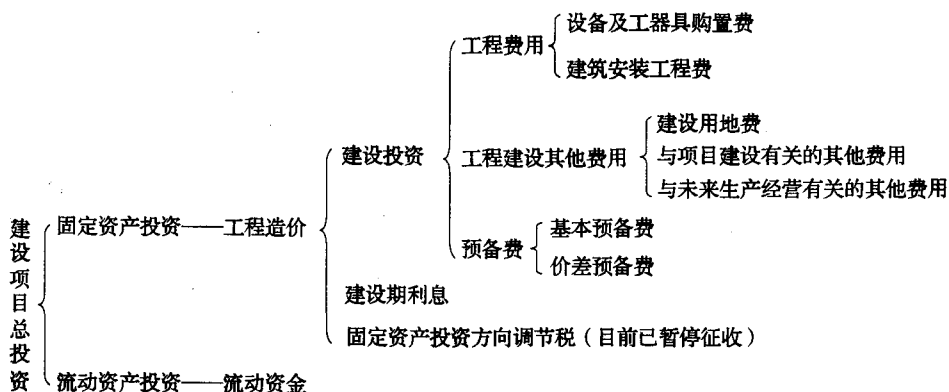 设备及工器具购置费
工程费用
建筑安装工程费
建设用地费
建设投资
工程建设其他费用
与项目建设有关的其他费用
与未来生产经营有关的其他费用
建设项目总投资
固定资产投资——工程造价
基本预备费
预备费
价差预备费
建设期利息
固定资产投资方向调节税（目前已暂停征收）
流动资产投资——流动资金